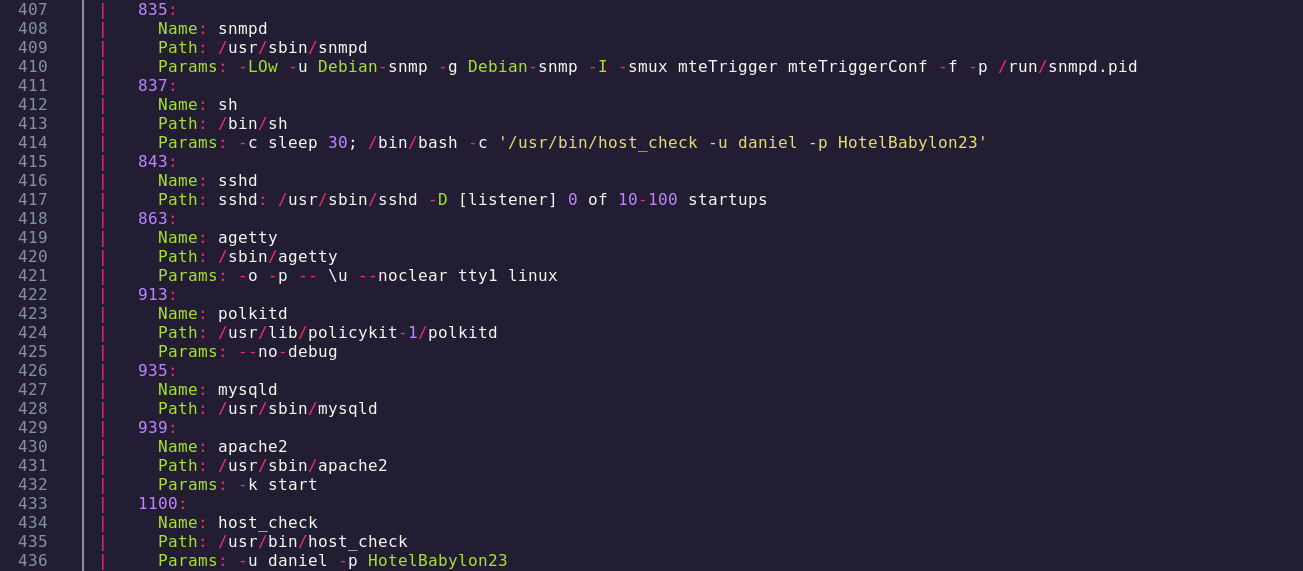 407 | 835:
408 | Name: snmpd
409 | Path: /usr/sbin/snmpd
410 | Params: -LOw -u Debian-snmp -g Debian-snmp -I -smux mteTrigger mteTriggerConf -f -p /run/snmpd.pid
411 | 837:
412 | Name: sh
413 | Path: /bin/sh
414 | Params: -c sleep 30; /bin/bash -c '/usr/bin/host_check -u daniel -p HotelBabylon23'
415 | 843:
416 | Name: sshd
417 | Path: sshd: /usr/sbin/sshd -D [listener] 0 of 10-100 startups
418 | 863:
419 | Name: agetty
420 | Path: /sbin/agetty
421 | Params: -o -p -- \u --noclear tty1 linux
422 | 913:
423 | Name: polkitd
424 | Path: /usr/lib/policykit-1/polkitd
425 | Params: --no-debug
426 | 935:
427 | Name: mysqld
428 | Path: /usr/sbin/mysqld
429 | 939:
430 | Name: apache2
431 | Path: /usr/sbin/apache2
432 | Params: -k start
433 | 1100:
434 | Name: host_check
435 | Path: /usr/bin/host_check
436 | Params: -u daniel -p HotelBabylon23